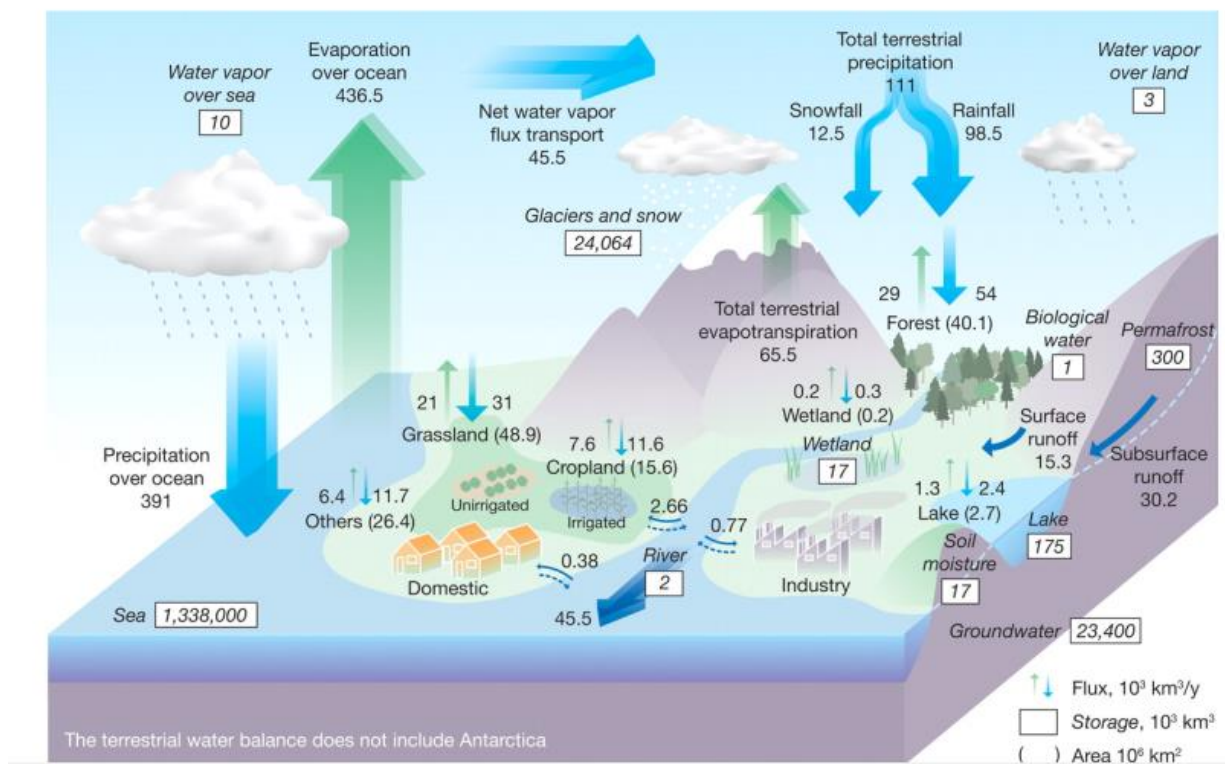 Water vapor
over sea
10
Evaporation
over ocean
436.5
Net water vapor
flux transport
45.5
Total terrestrial
precipitation
111
Snowfall
12.5
Rainfall
98.5
Water vapor
over land
3
Glaciers and snow
24,064
Total terrestrial
evapotranspiration
65.5
29 54
Forest (40.1)
Biological
water
1
Permafrost
300
0.2 0.3
Wetland (0.2)
Wetland
17
Surface
runoff
15.3
Subsurface
runoff
30.2
21 31
Grassland (48.9)
7.6 11.6
Cropland (15.6)
Precipitation
over ocean
391
6.4 11.7
Others (26.4)
Unirrigated
Irrigated
2.66
0.77
1.3 2.4
Lake (2.7)
Lake
175
Soil
moisture
17
0.38
Domestic
River
2
Industry
45.5
Sea 1,338,000
Groundwater 23,400
Flux, 10³ km³/y
Storage, 10³ km³
( ) Area 10⁶ km²
The terrestrial water balance does not include Antarctica